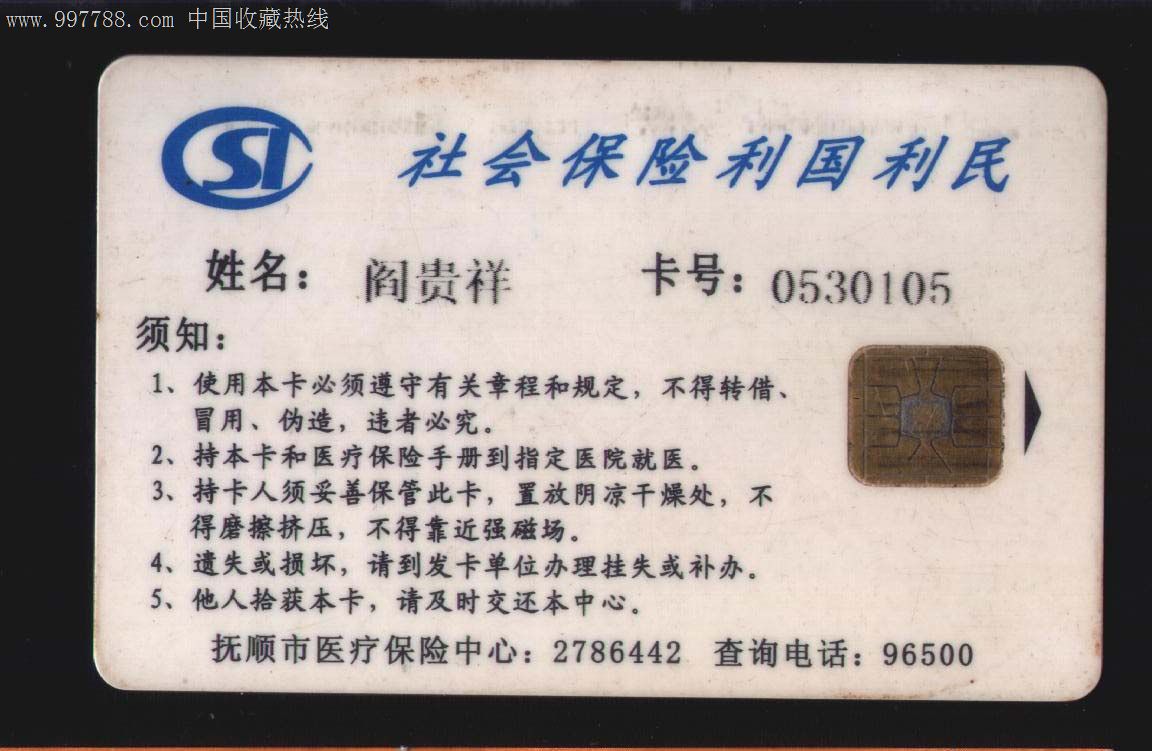 www.997788.com 中国收藏热线
CSI 社会保险利国利民
姓名： 阎贵祥 卡号：0530105
须知：
1、使用本卡必须遵守有关章程和规定，不得转借、
冒用、伪造，违者必究。
2、持本卡和医疗保险手册到指定医院就医。
3、持卡人须妥善保管此卡，置放阴凉干燥处，不
得磨擦挤压，不得靠近强磁场。
4、遗失或损坏，请到发卡单位办理挂失或补办。
5、他人拾获本卡，请及时交还本中心。
抚顺市医疗保险中心：2786442 查询电话：96500